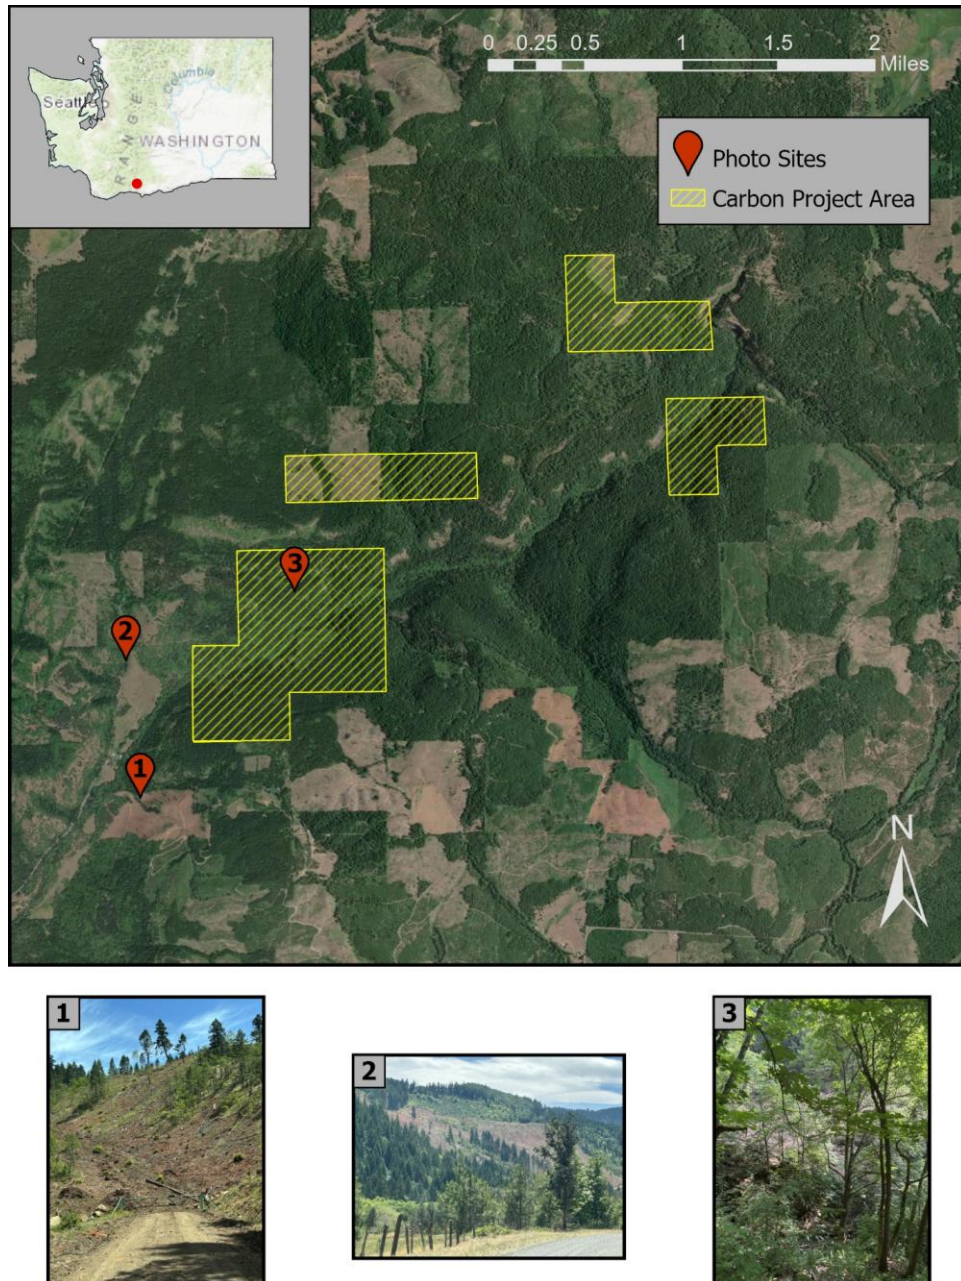 0 0.25 0.5 1 1.5 2
Miles
Seattle
Columbia
RANGE
WASHINGTON
Photo Sites
Carbon Project Area
3
2
1
N
1
2
3